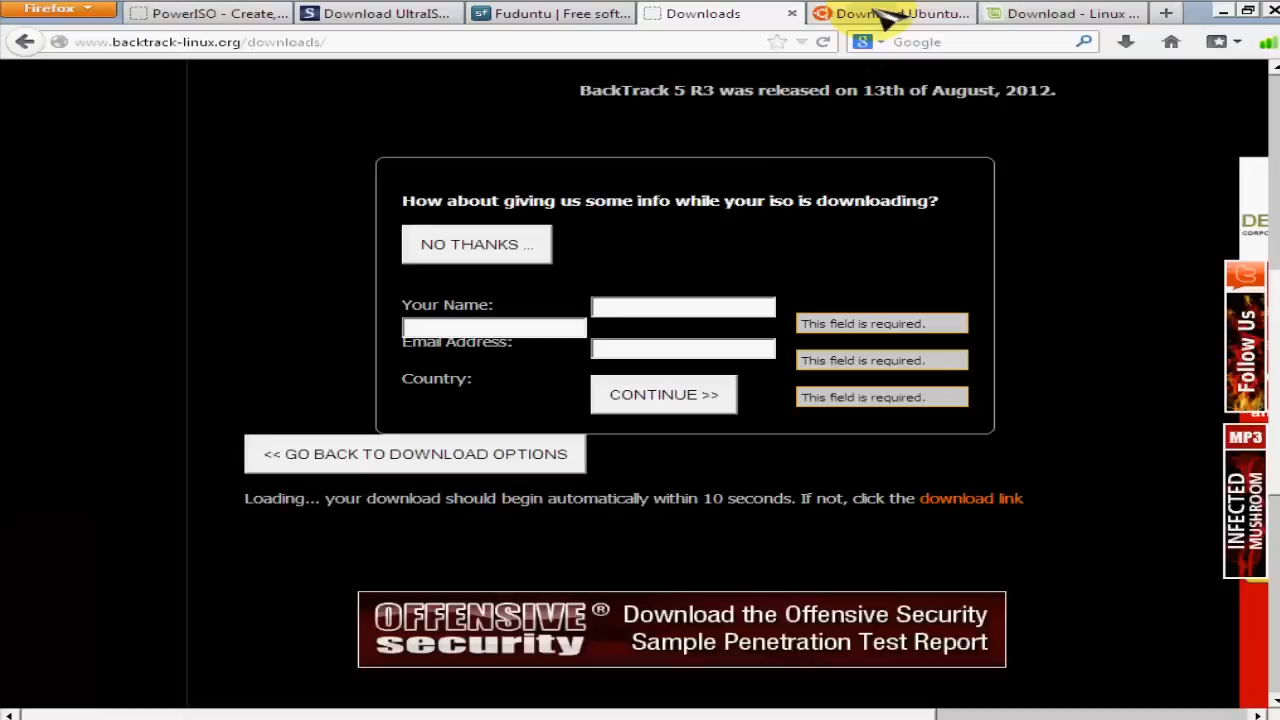 Firefox
PowerISO - Create,...
Download UltraIS...
Fuduntu | Free soft...
Downloads
Download Ubuntu...
Download - Linux ...
www.backtrack-linux.org/downloads/
Google
BackTrack 5 R3 was released on 13th of August, 2012.
How about giving us some info while your iso is downloading?
NO THANKS ...
Your Name:
This field is required.
Email Address:
This field is required.
Country:
CONTINUE >>
This field is required.
<< GO BACK TO DOWNLOAD OPTIONS
Loading... your download should begin automatically within 10 seconds. If not, click the download link
OFFENSIVE®
security
Download the Offensive Security
Sample Penetration Test Report
Follow Us
MP3
INFECTED
MUSHROOM